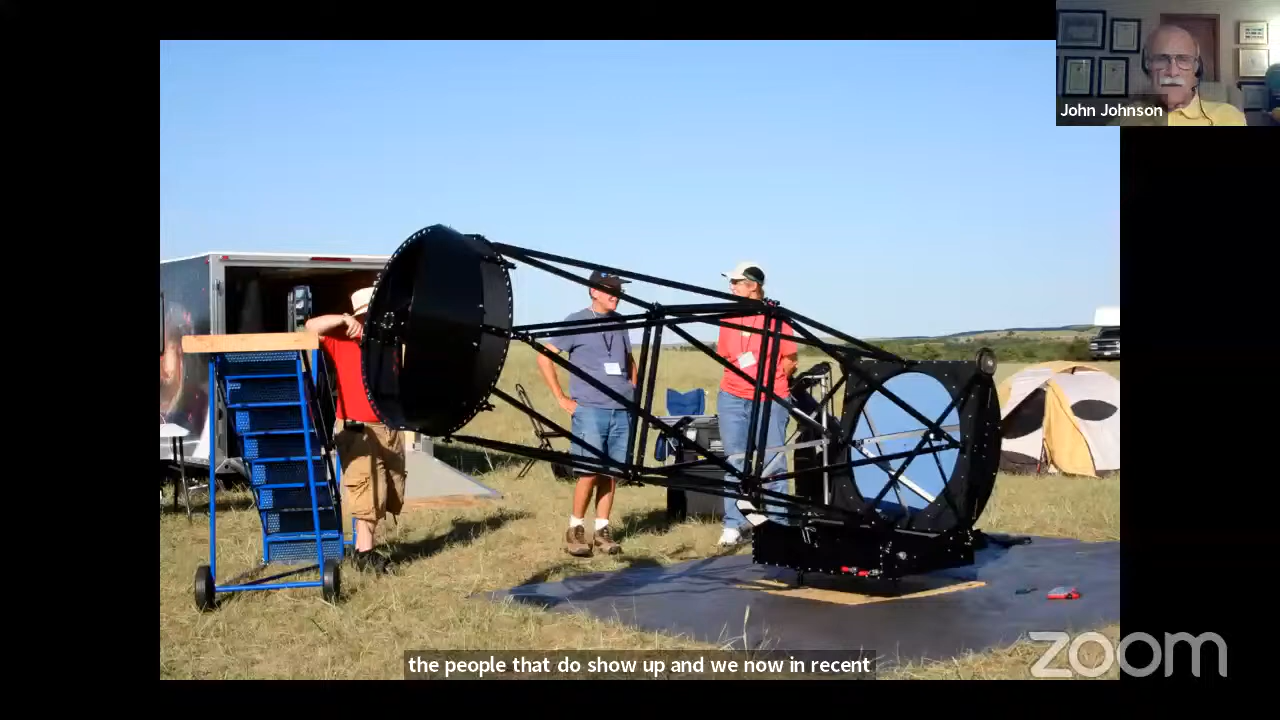 John Johnson
the people that do show up and we now in recent
zoom